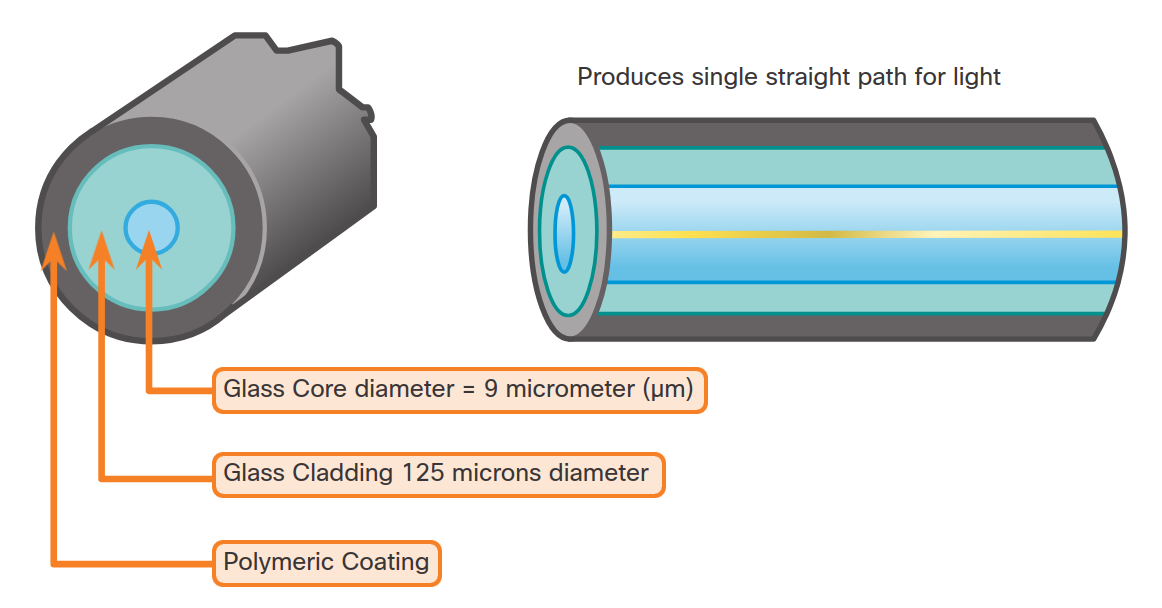 Produces single straight path for light
Glass Core diameter = 9 micrometer (µm)
Glass Cladding 125 microns diameter
Polymeric Coating